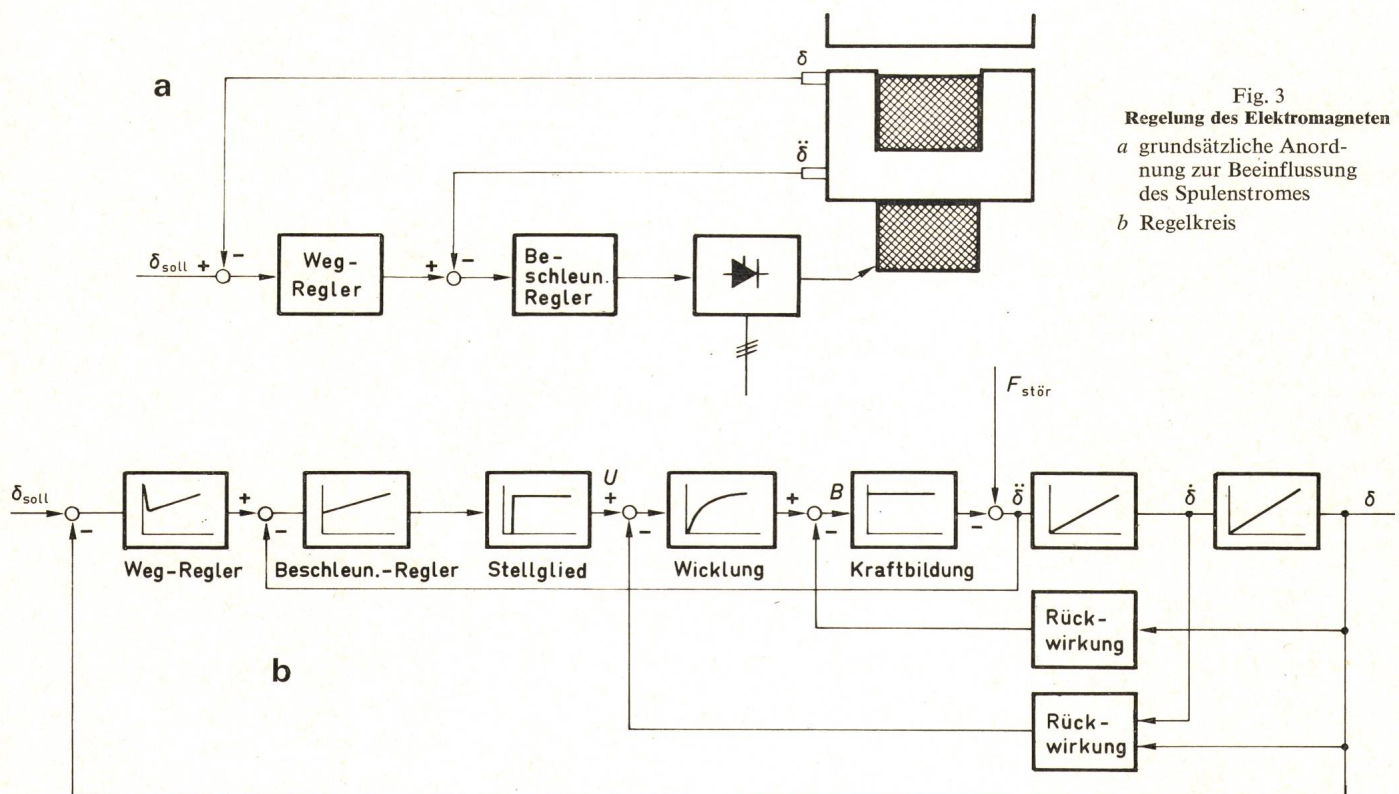 a
δ
Fig. 3
Regelung des Elektromagneten
a grundsätzliche Anord-
nung zur Beeinflussung
des Spulenstromes
b Regelkreis
δ̈
δsoll + -
Weg-
Regler
+ -
Be-
schleun.
Regler
Fstör
δsoll
-
+
-
U
+
-
+
B
-
-
δ̈
δ̇
δ
Weg-Regler
Beschleun.-Regler
Stellglied
Wicklung
Kraftbildung
Rück-
wirkung
b
Rück-
wirkung